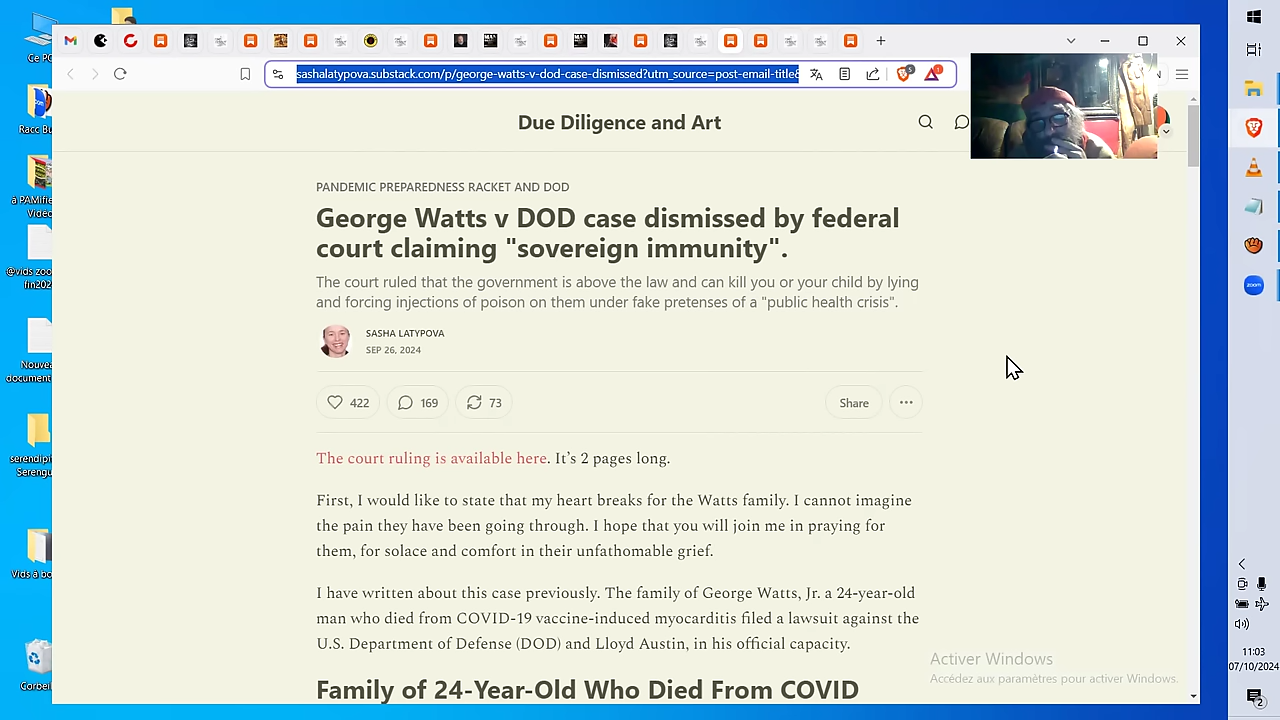 Ce PC
sashalatypova.substack.com/p/george-watts-v-dod-case-dismissed?utm_source=post-email-title&
Due Diligence and Art
PANDEMIC PREPAREDNESS RACKET AND DOD
George Watts v DOD case dismissed by federal
court claiming "sovereign immunity".
The court ruled that the government is above the law and can kill you or your child by lying
and forcing injections of poison on them under fake pretenses of a "public health crisis".
SASHA LATYPOVA
SEP 26, 2024
422
169
73
Share
The court ruling is available here. It’s 2 pages long.
First, I would like to state that my heart breaks for the Watts family. I cannot imagine
the pain they have been going through. I hope that you will join me in praying for
them, for solace and comfort in their unfathomable grief.
I have written about this case previously. The family of George Watts, Jr. a 24-year-old
man who died from COVID-19 vaccine-induced myocarditis filed a lawsuit against the
U.S. Department of Defense (DOD) and Lloyd Austin, in his official capacity.
Family of 24-Year-Old Who Died From COVID
Racc Bu
à PAMifie
Vidéo
@vids zoo
fin202
Nouvea
document
serendip
Sereng
Vids à bo
Corbeil
zoom
Activer Windows
Accédez aux paramètres pour activer Windows.
11:03
07/10/2024
2